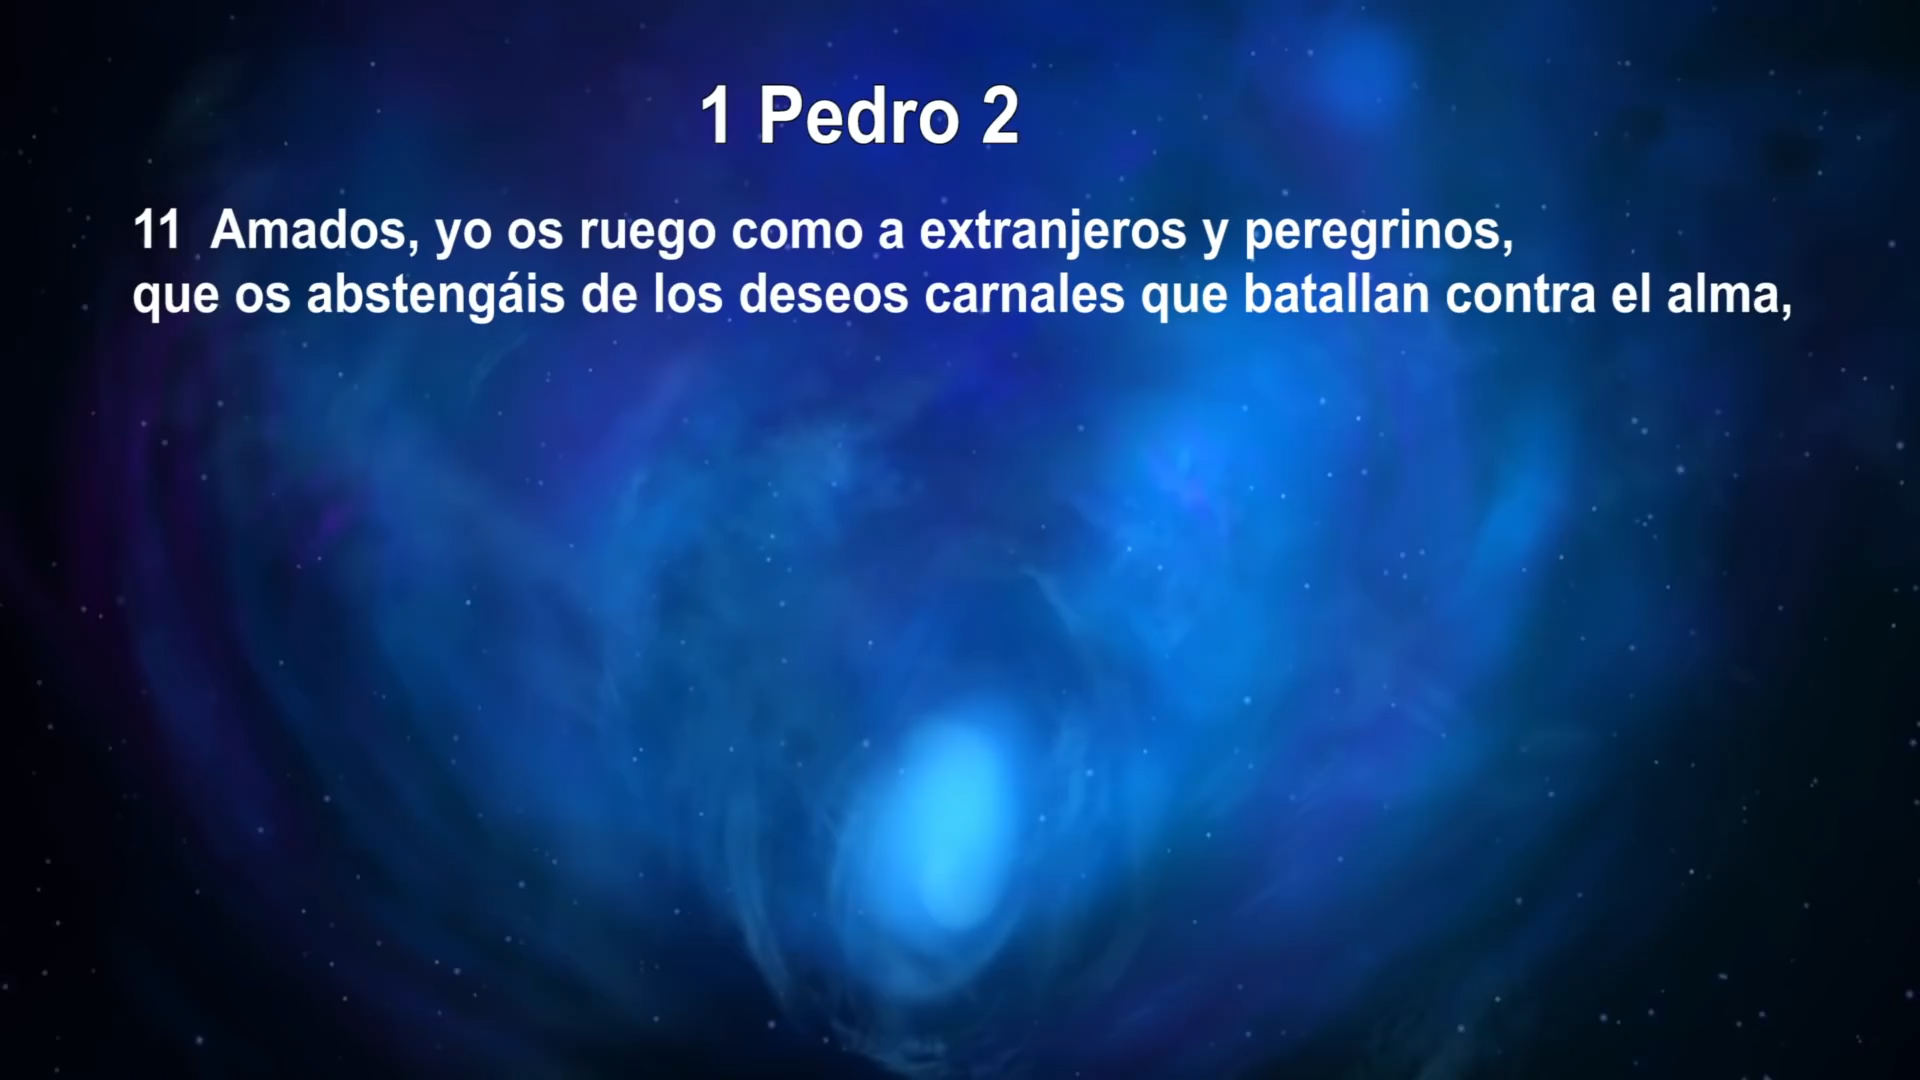 1 Pedro 2
11 Amados, yo os ruego como a extranjeros y peregrinos,
que os abstengáis de los deseos carnales que batallan contra el alma,